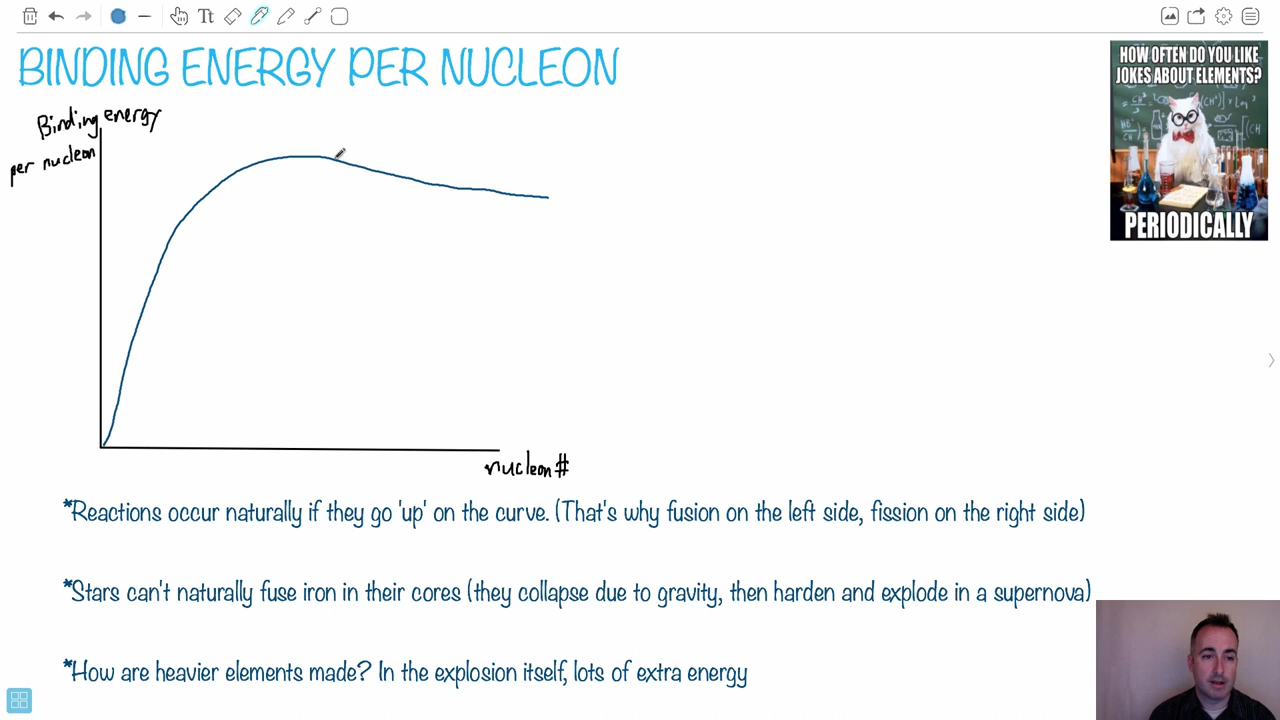 Tt
BINDING ENERGY PER NUCLEON
HOW OFTEN DO YOU LIKE
JOKES ABOUT ELEMENTS?
PERIODICALLY
Binding energy
per nucleon
nucleon #
*Reactions occur naturally if they go 'up' on the curve. (That's why fusion on the left side, fission on the right side)
*Stars can't naturally fuse iron in their cores (they collapse due to gravity, then harden and explode in a supernova)
*How are heavier elements made? In the explosion itself, lots of extra energy